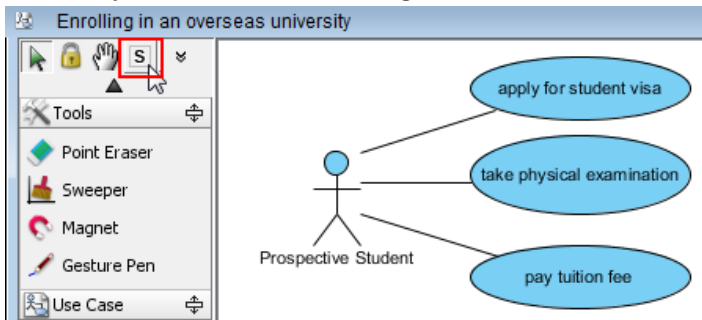 Enrolling in an overseas university
S
Tools
Point Eraser
Sweeper
Magnet
Gesture Pen
Use Case
apply for student visa
take physical examination
Prospective Student
pay tuition fee